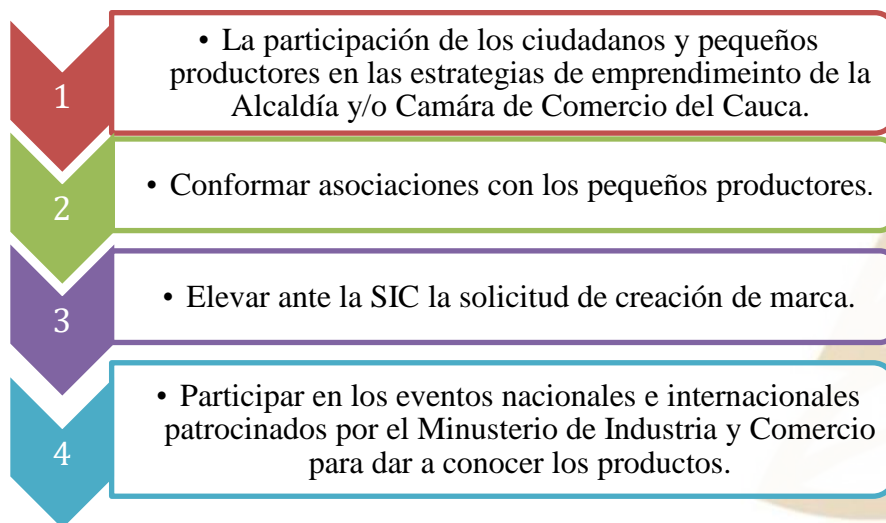 1
• La participación de los ciudadanos y pequeños
productores en las estrategias de emprendimeinto de la
Alcaldía y/o Camára de Comercio del Cauca.
2
• Conformar asociaciones con los pequeños productores.
3
• Elevar ante la SIC la solicitud de creación de marca.
4
• Participar en los eventos nacionales e internacionales
patrocinados por el Minusterio de Industria y Comercio
para dar a conocer los productos.